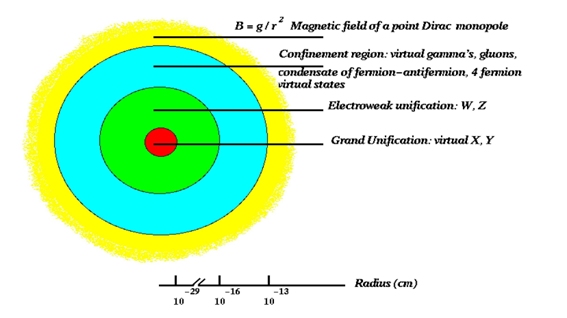 B = g / r 2 Magnetic field of a point Dirac monopole
Confinement region: virtual gamma's, gluons,
condensate of fermion-antifermion, 4 fermion
virtual states
Electroweak unification: W, Z
Grand Unification: virtual X, Y
Radius (cm)
10 -29 10 -16 10 -13